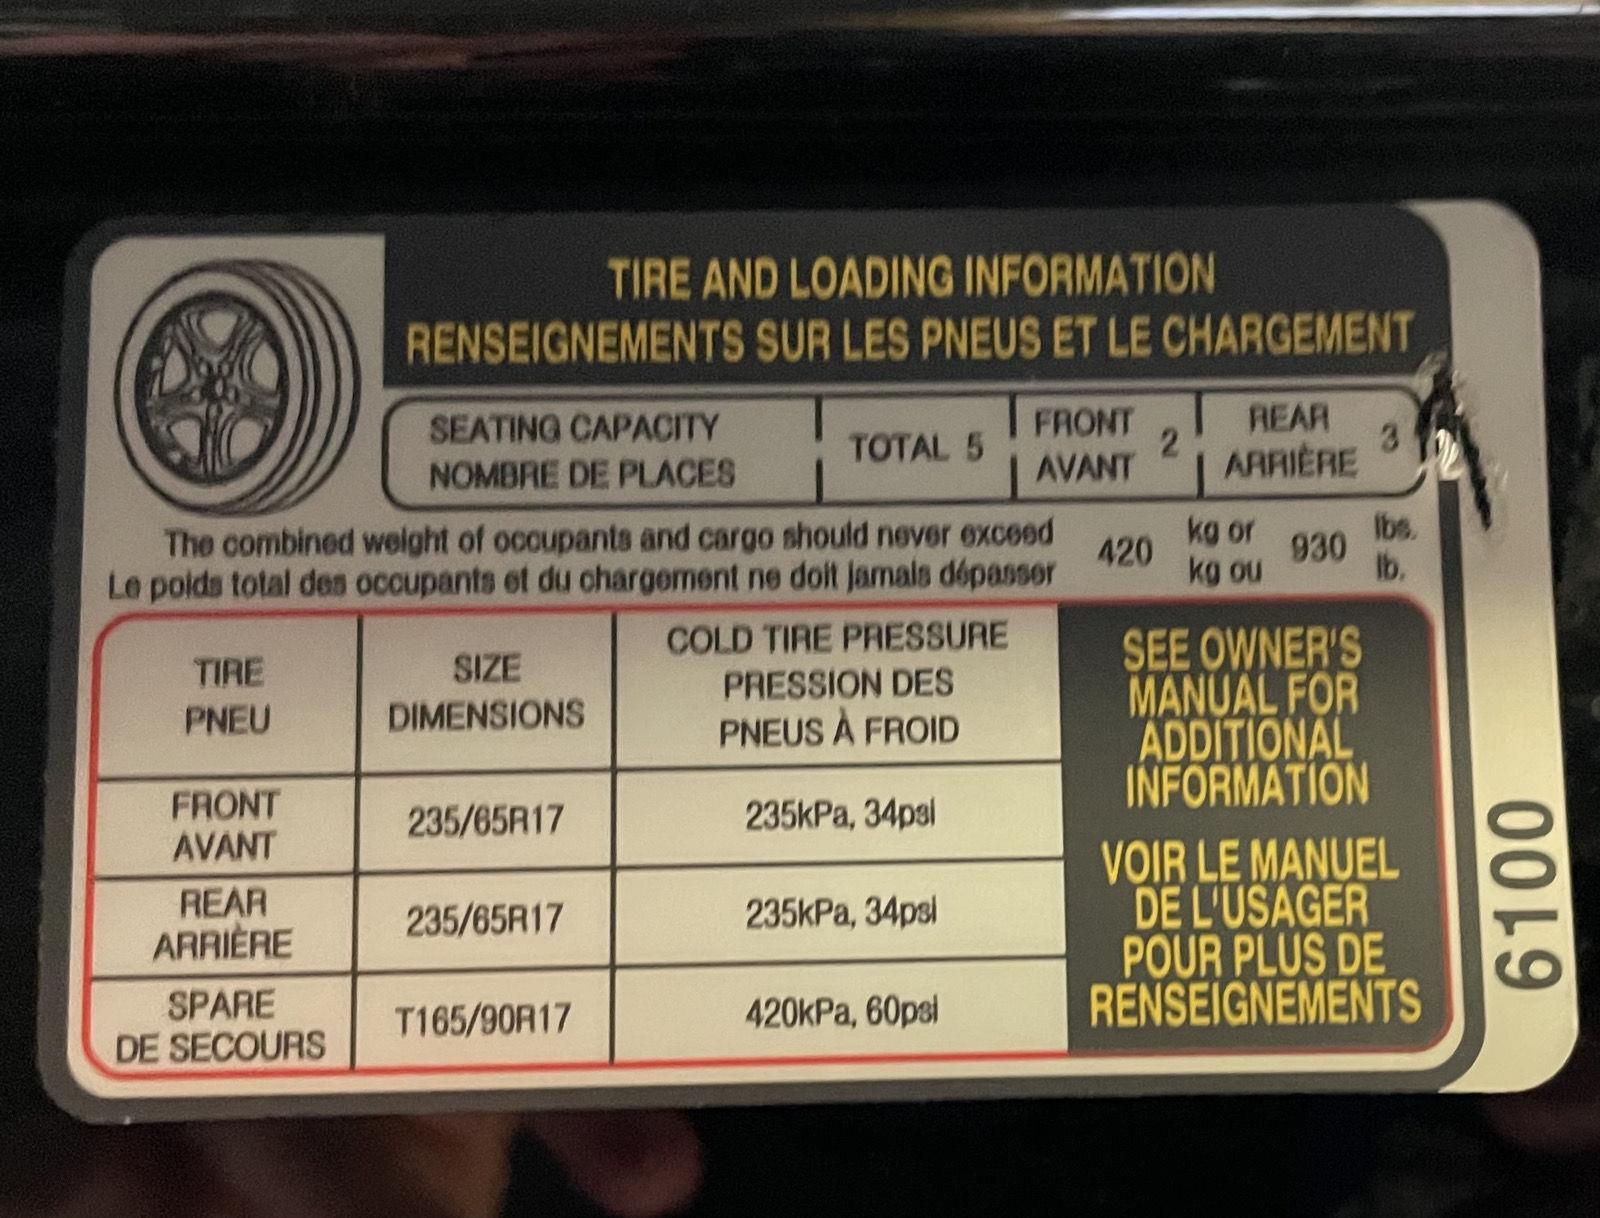 TIRE AND LOADING INFORMATION
RENSEIGNEMENTS SUR LES PNEUS ET LE CHARGEMENT
SEATING CAPACITY
NOMBRE DE PLACES
TOTAL 5
FRONT
AVANT
2
REAR
ARRIÈRE
3
The combined weight of occupants and cargo should never exceed
Le poids total des occupants et du chargement ne doit jamais dépasser
420
kg or
kg ou
930
lbs.
lb.
TIRE
PNEU
SIZE
DIMENSIONS
COLD TIRE PRESSURE
PRESSION DES
PNEUS À FROID
FRONT
AVANT
235/65R17
235kPa, 34psi
REAR
ARRIÈRE
235/65R17
235kPa, 34psi
SPARE
DE SECOURS
T165/90R17
420kPa, 60psi
SEE OWNER'S
MANUAL FOR
ADDITIONAL
INFORMATION
VOIR LE MANUEL
DE L'USAGER
POUR PLUS DE
RENSEIGNEMENTS
6100